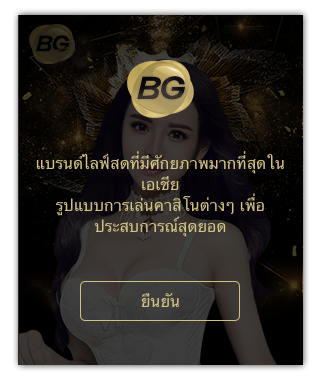 BG
BG
แบรนด์ไลฟ์สดที่มีศักยภาพมากที่สุดใน
เอเชีย
รูปแบบการเล่นคาสิโนต่างๆ เพื่อ
ประสบการณ์สุดยอด
ยืนยัน